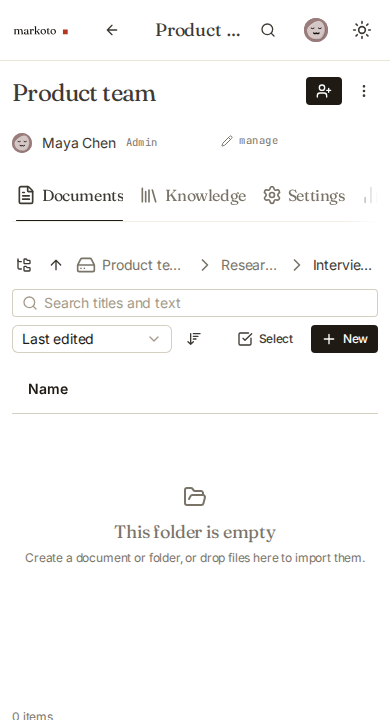 markoto
Product ...
Product team
Maya Chen Admin
manage
Documents Knowledge Settings
Product te... Resear... Intervie...
Search titles and text
Last edited Select New
Name
This folder is empty
Create a document or folder, or drop files here to import them.
0 items